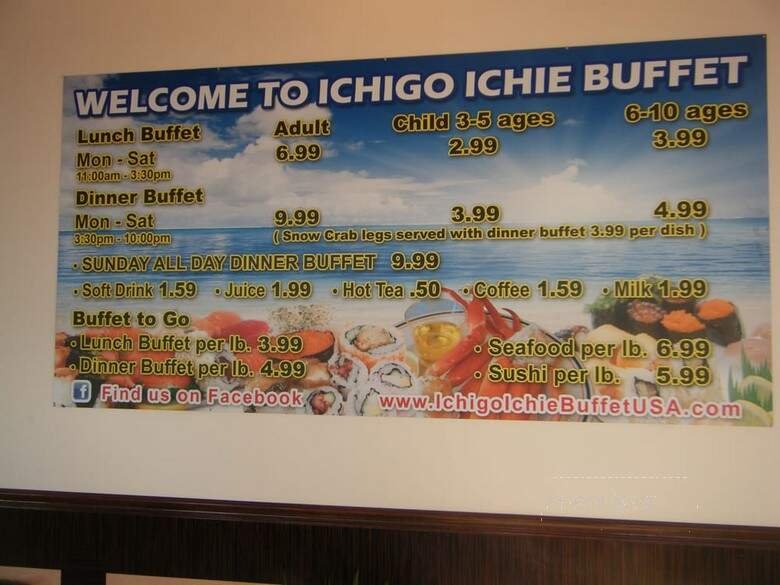 WELCOME TO ICHIGO ICHIE BUFFET
Lunch Buffet Adult Child 3-5 ages 6-10 ages
Mon - Sat 6.99 2.99 3.99
11:00am - 3:30pm
Dinner Buffet
Mon - Sat 9.99 3.99 4.99
3:30pm - 10:00pm ( Snow Crab legs served with dinner buffet 3.99 per dish )
• SUNDAY ALL DAY DINNER BUFFET 9.99
• Soft Drink 1.59 • Juice 1.99 • Hot Tea .50 • Coffee 1.59 • Milk 1.99
Buffet to Go
• Lunch Buffet per lb. 3.99 • Seafood per lb. 6.99
• Dinner Buffet per lb. 4.99 • Sushi per lb. 5.99
f Find us on Facebook www.IchigoIchieBuffetUSA.com